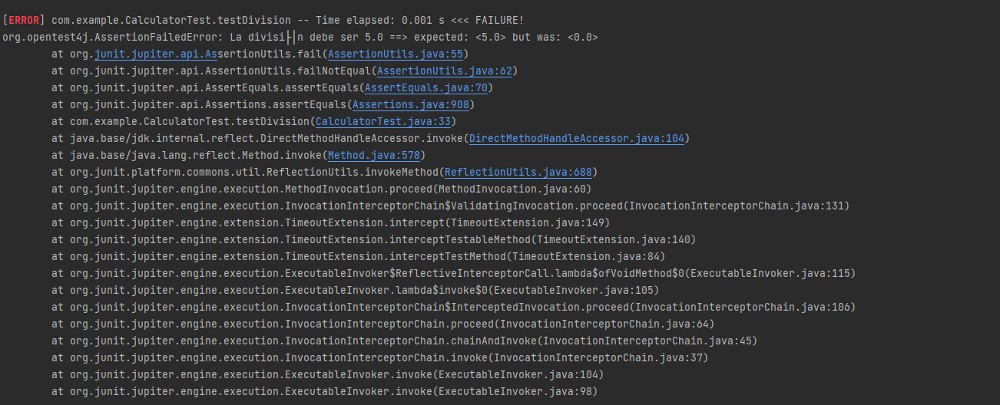 [ERROR] com.example.CalculatorTest.testDivision -- Time elapsed: 0.001 s <<< FAILURE!
org.opentest4j.AssertionFailedError: La divisi├│n debe ser 5.0 ==> expected: <5.0> but was: <0.0>
at org.junit.jupiter.api.AssertionUtils.fail(AssertionUtils.java:55)
at org.junit.jupiter.api.AssertionUtils.failNotEqual(AssertionUtils.java:62)
at org.junit.jupiter.api.AssertEquals.assertEquals(AssertEquals.java:70)
at org.junit.jupiter.api.Assertions.assertEquals(Assertions.java:908)
at com.example.CalculatorTest.testDivision(CalculatorTest.java:33)
at java.base/jdk.internal.reflect.DirectMethodHandleAccessor.invoke(DirectMethodHandleAccessor.java:104)
at java.base/java.lang.reflect.Method.invoke(Method.java:578)
at org.junit.platform.commons.util.ReflectionUtils.invokeMethod(ReflectionUtils.java:688)
at org.junit.jupiter.engine.execution.MethodInvocation.proceed(MethodInvocation.java:60)
at org.junit.jupiter.engine.execution.InvocationInterceptorChain$ValidatingInvocation.proceed(InvocationInterceptorChain.java:131)
at org.junit.jupiter.engine.extension.TimeoutExtension.intercept(TimeoutExtension.java:149)
at org.junit.jupiter.engine.extension.TimeoutExtension.interceptTestableMethod(TimeoutExtension.java:140)
at org.junit.jupiter.engine.extension.TimeoutExtension.interceptTestMethod(TimeoutExtension.java:84)
at org.junit.jupiter.engine.execution.ExecutableInvoker$ReflectiveInterceptorCall.lambda$ofVoidMethod$0(ExecutableInvoker.java:115)
at org.junit.jupiter.engine.execution.ExecutableInvoker.lambda$invoke$0(ExecutableInvoker.java:105)
at org.junit.jupiter.engine.execution.InvocationInterceptorChain$InterceptedInvocation.proceed(InvocationInterceptorChain.java:106)
at org.junit.jupiter.engine.execution.InvocationInterceptorChain.proceed(InvocationInterceptorChain.java:64)
at org.junit.jupiter.engine.execution.InvocationInterceptorChain.chainAndInvoke(InvocationInterceptorChain.java:45)
at org.junit.jupiter.engine.execution.InvocationInterceptorChain.invoke(InvocationInterceptorChain.java:37)
at org.junit.jupiter.engine.execution.ExecutableInvoker.invoke(ExecutableInvoker.java:104)
at org.junit.jupiter.engine.execution.ExecutableInvoker.invoke(ExecutableInvoker.java:98)